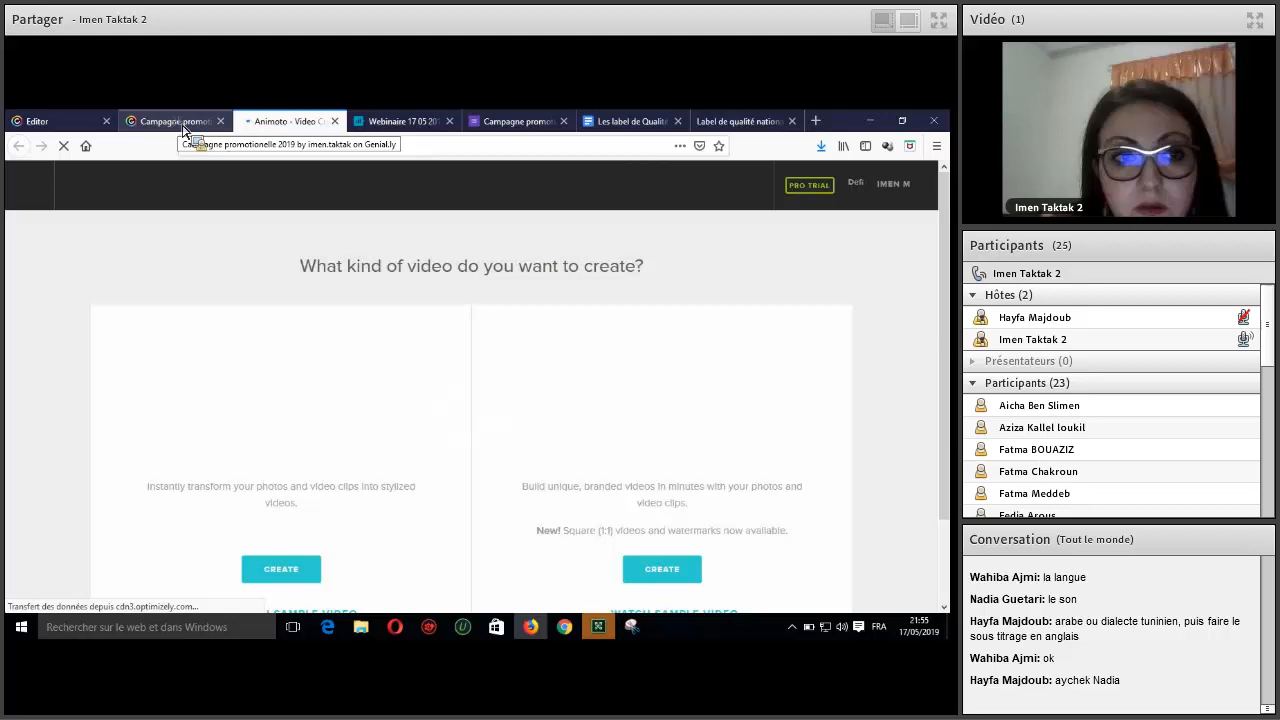 Partager - Imen Taktak 2
Editor
Campagne promoti
Animoto - Video C
Webinaire 17 05 201
Campagne promoti
Les label de Qualit
Label de qualité nation
Campagne promotionelle 2019 by imen.taktak on Genial.ly
PRO TRIAL
Defi
IMEN M
What kind of video do you want to create?
Instantly transform your photos and video clips into stylized
videos.
CREATE
SAMPLE VIDEO
Build unique, branded videos in minutes with your photos and
video clips.
New! Square (1:1) videos and watermarks now available.
CREATE
WATCH SAMPLE VIDEO
Transfert des données depuis cdn3.optimizely.com...
Rechercher sur le web et dans Windows
FRA
21:55
17/05/2019
Vidéo (1)
Imen Taktak 2
Participants (25)
Imen Taktak 2
Hôtes (2)
Hayfa Majdoub
Imen Taktak 2
Présentateurs (0)
Participants (23)
Aicha Ben Slimen
Aziza Kallel loukil
Fatma BOUAZIZ
Fatma Chakroun
Fatma Meddeb
Fedia Arous
Conversation (Tout le monde)
Wahiba Ajmi: la langue
Nadia Guetari: le son
Hayfa Majdoub: arabe ou dialecte tuninien, puis faire le
sous titrage en anglais
Wahiba Ajmi: ok
Hayfa Majdoub: aychek Nadia